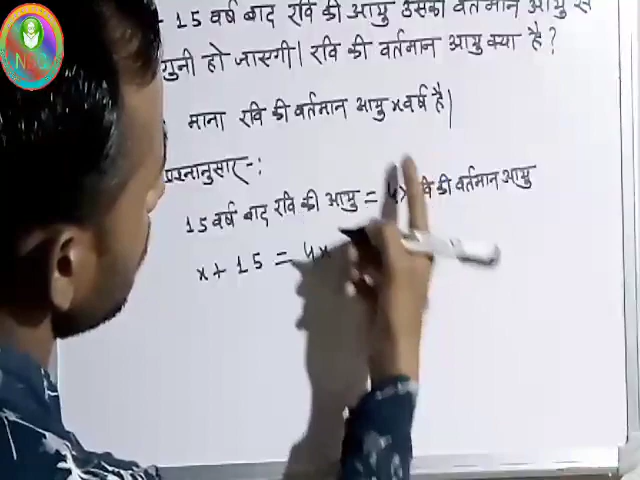 15 वर्ष बाद रवि की आयु उसकी वर्तमान आयु से
गुनी हो जाएगी। रवि की वर्तमान आयु क्या है?
माना रवि की वर्तमान आयु x वर्ष है।
प्रश्नानुसार -:
15 वर्ष बाद रवि की आयु = 4x रवि की वर्तमान आयु
x + 15 = 4x